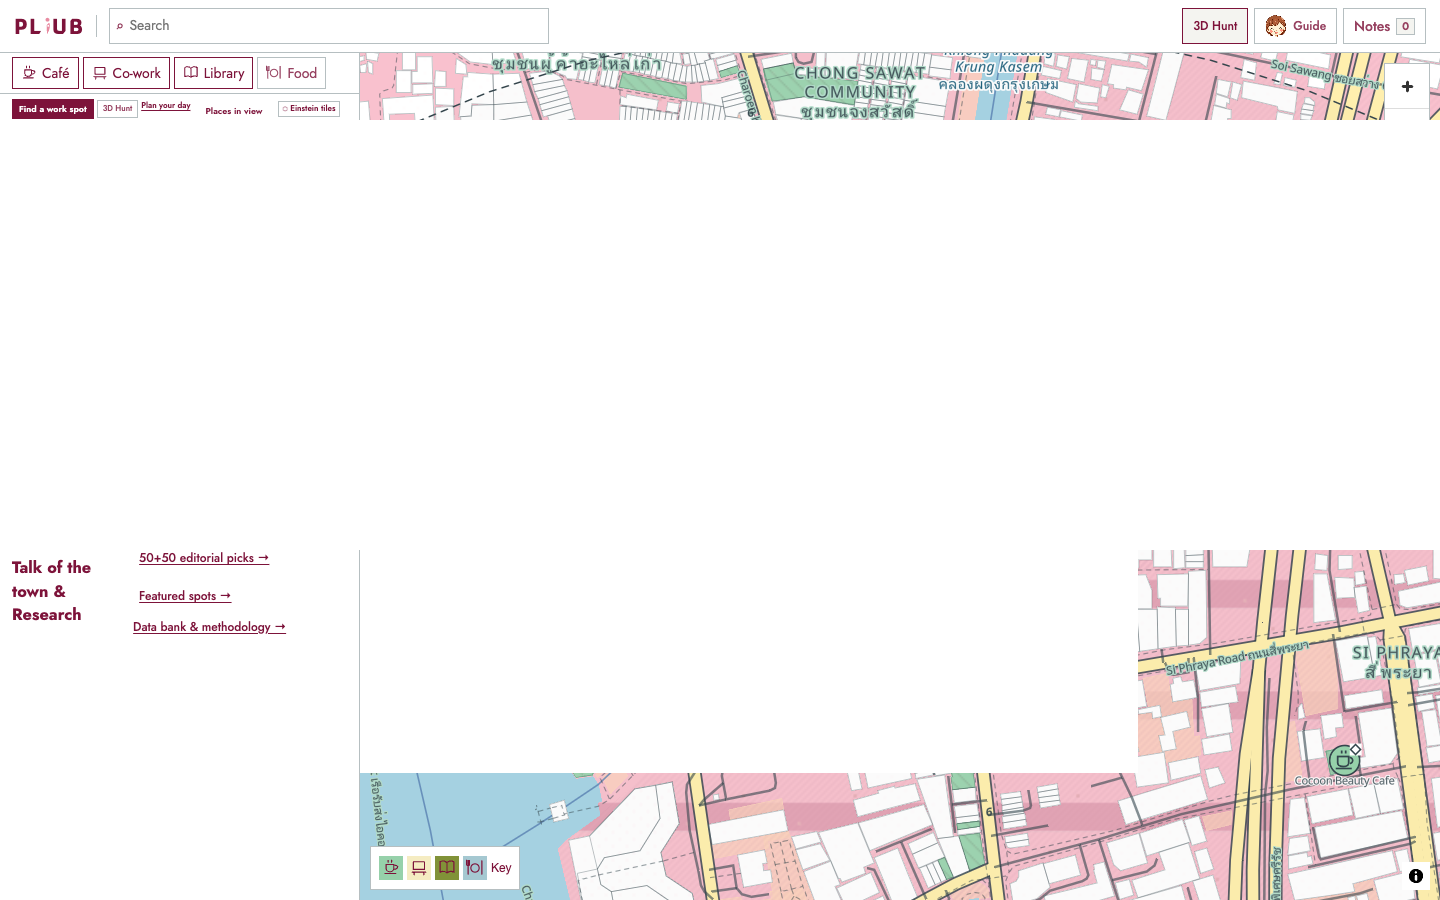 PLIUB
Search
3D Hunt
Guide
Notes 0
Café
Co-work
Library
Food
Find a work spot
3D Hunt
Plan your day
Places in view
Einstein tiles
CHONG SAWAT
COMMUNITY
ชุมชนจงสวัสดิ์
Krung Kasem
คลองผดุงกรุงเกษม
Charoen
+
50+50 editorial picks →
Talk of the
town &
Research
Featured spots →
Data bank & methodology →
Si Phraya Road ถนนสี่พระยา
SI PHRAYA
สี่พระยา
Cocoon Beauty Cafe
6
Key
Ch